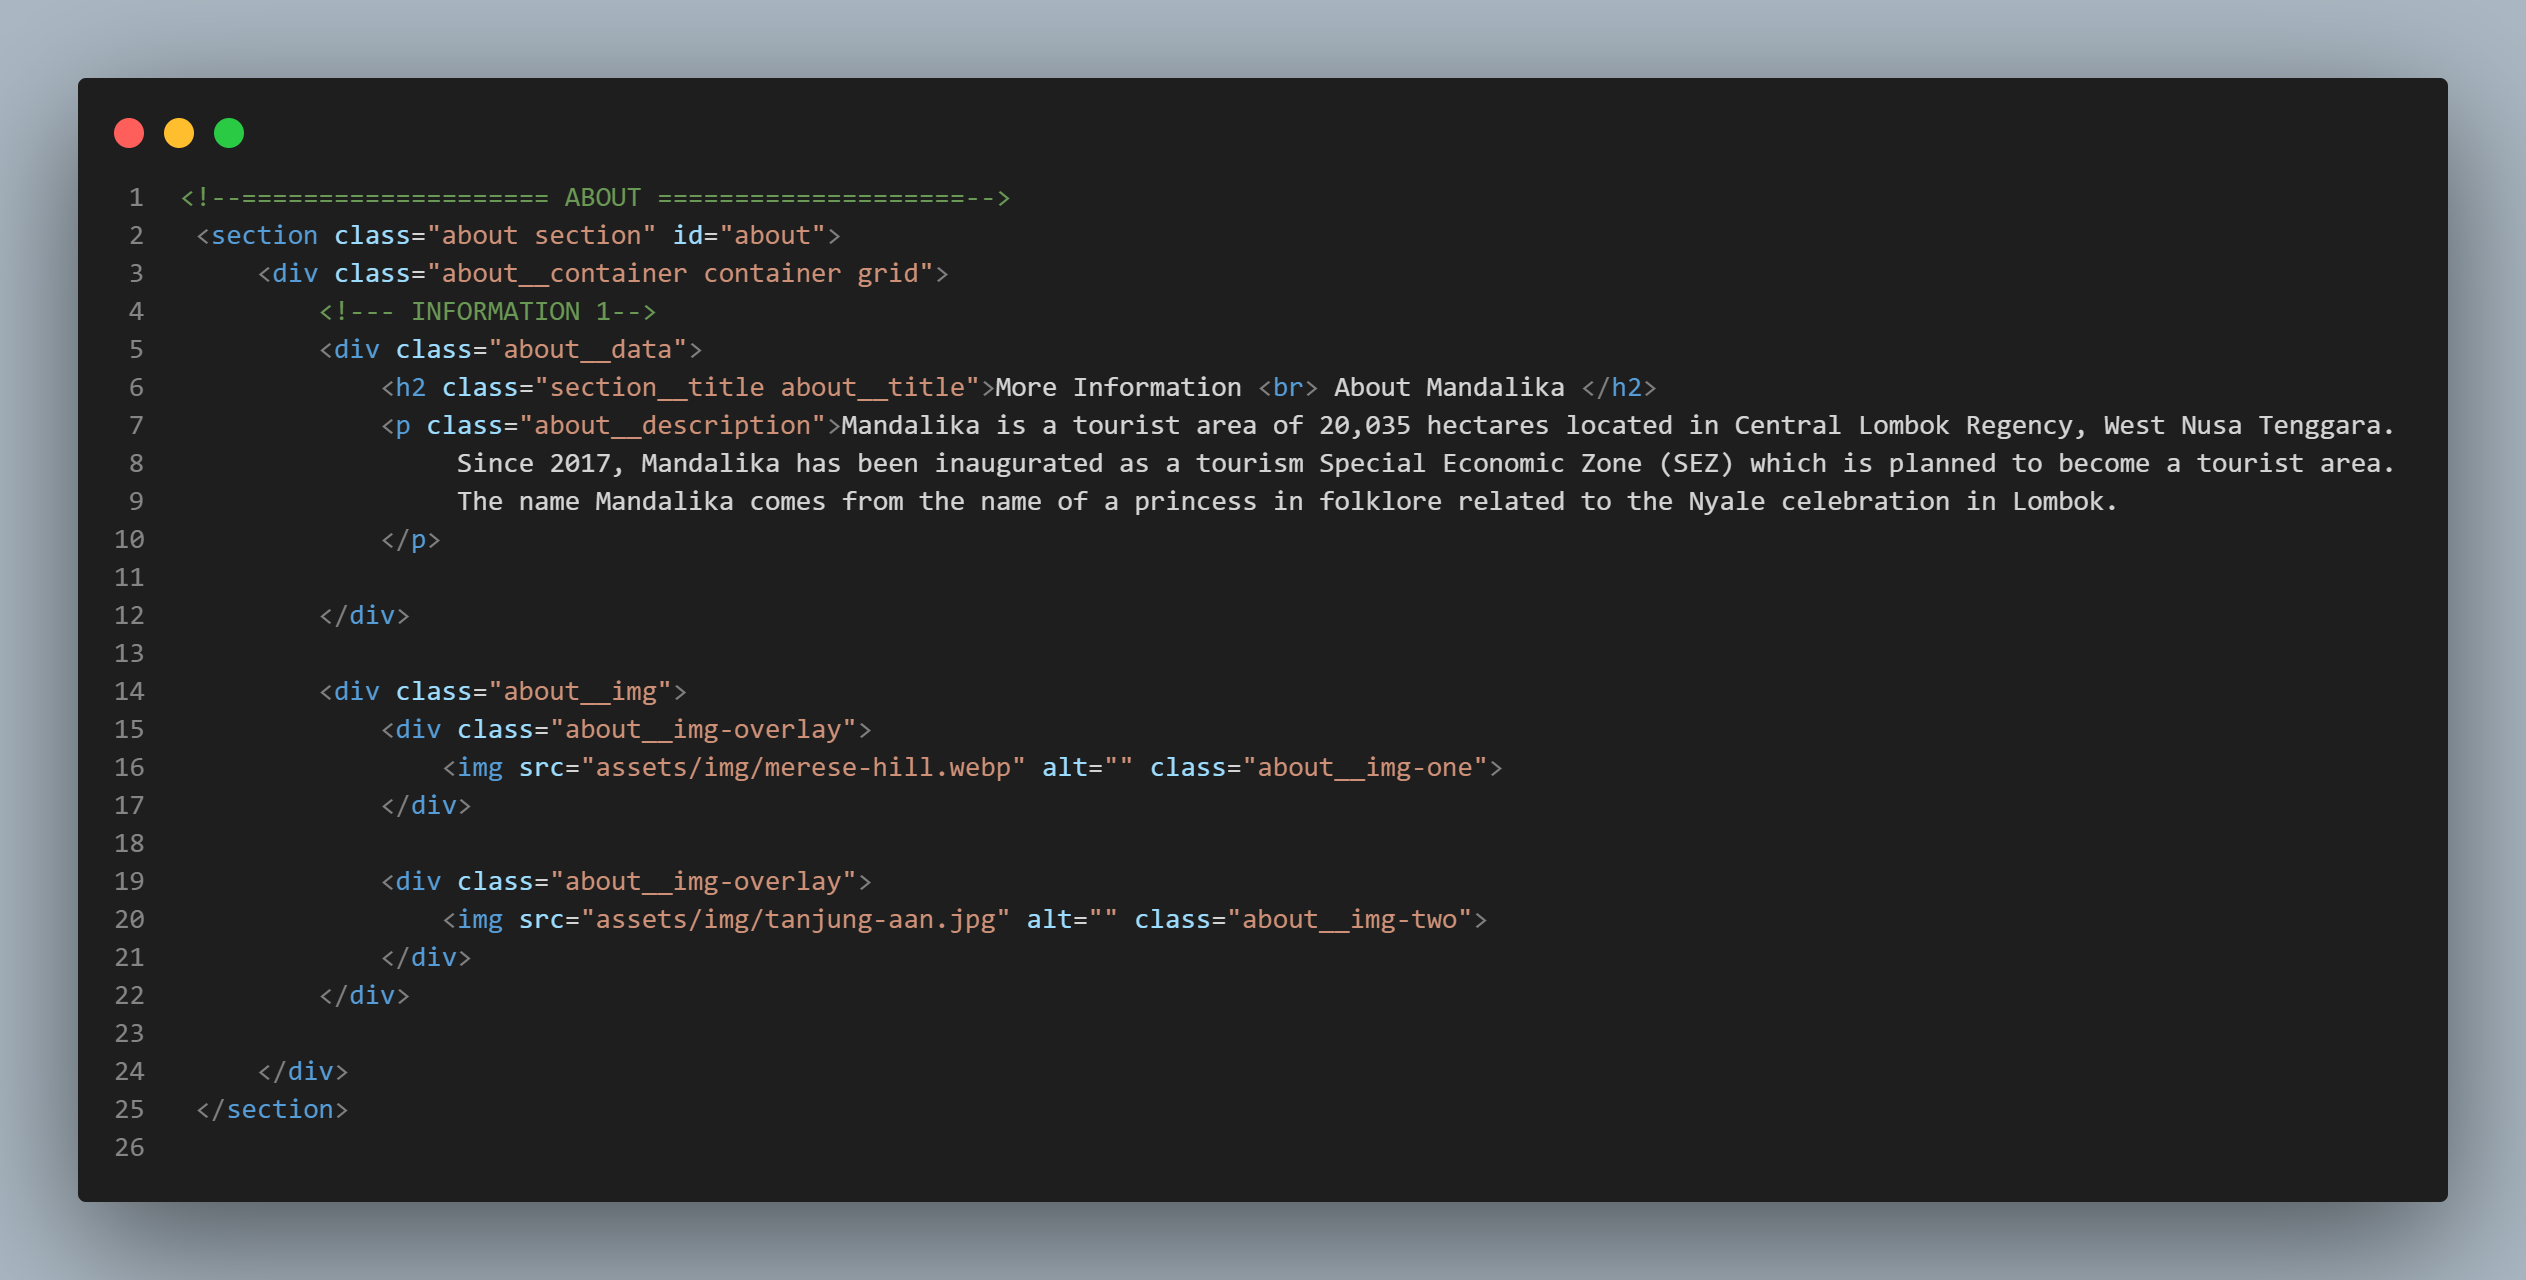 1 <!--==================== ABOUT ====================-->
2 <section class="about section" id="about">
3 <div class="about__container container grid">
4 <!--- INFORMATION 1-->
5 <div class="about__data">
6 <h2 class="section__title about__title">More Information <br> About Mandalika </h2>
7 <p class="about__description">Mandalika is a tourist area of 20,035 hectares located in Central Lombok Regency, West Nusa Tenggara.
8 Since 2017, Mandalika has been inaugurated as a tourism Special Economic Zone (SEZ) which is planned to become a tourist area.
9 The name Mandalika comes from the name of a princess in folklore related to the Nyale celebration in Lombok.
10 </p>
11
12 </div>
13
14 <div class="about__img">
15 <div class="about__img-overlay">
16 <img src="assets/img/merese-hill.webp" alt="" class="about__img-one">
17 </div>
18
19 <div class="about__img-overlay">
20 <img src="assets/img/tanjung-aan.jpg" alt="" class="about__img-two">
21 </div>
22 </div>
23
24 </div>
25 </section>
26